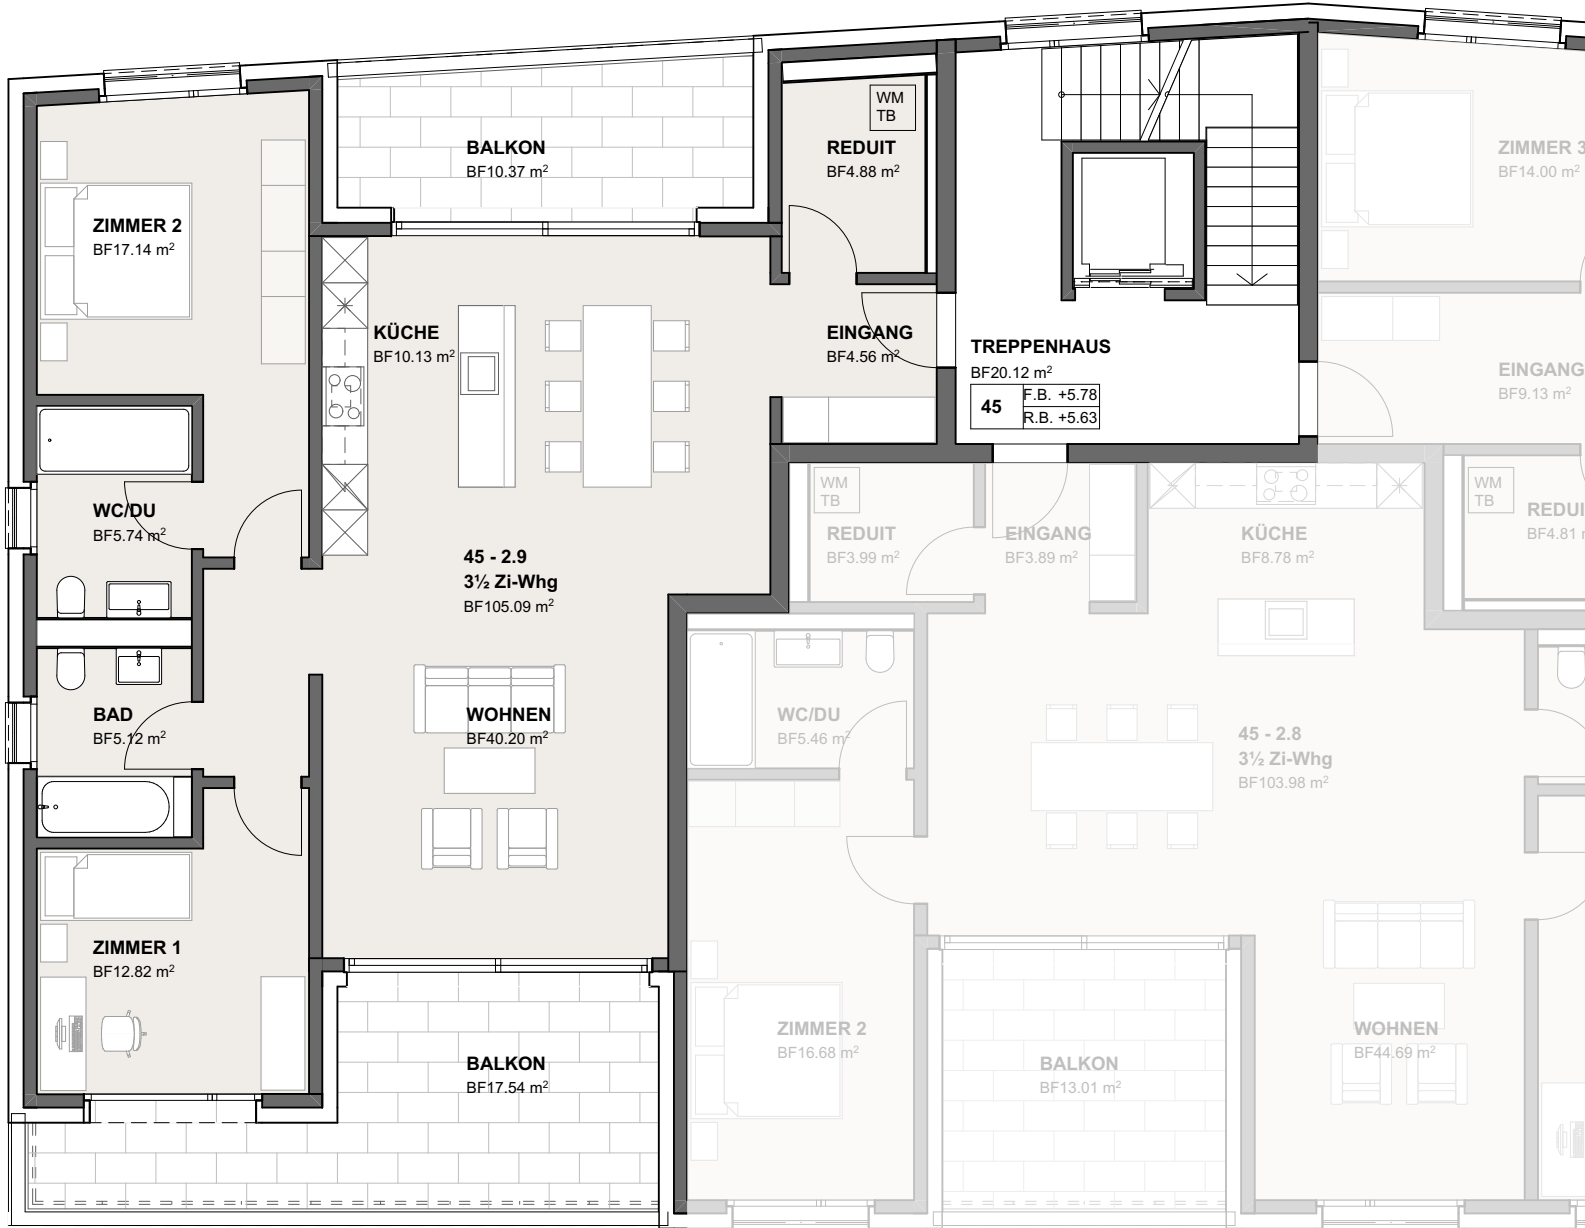 BALKON
BF10.37 m²
REDUIT
BF4.88 m²
WM
TB
ZIMMER 3
BF14.00 m²
ZIMMER 2
BF17.14 m²
KÜCHE
BF10.13 m²
EINGANG
BF4.56 m²
TREPPENHAUS
BF20.12 m²
45
F.B. +5.78
R.B. +5.63
EINGANG
BF9.13 m²
WC/DU
BF5.74 m²
45 - 2.9
3½ Zi-Whg
BF105.09 m²
WM
TB
REDUIT
BF3.99 m²
EINGANG
BF3.89 m²
KÜCHE
BF8.78 m²
WM
TB
REDUI
BF4.81 m
BAD
BF5.12 m²
WOHNEN
BF40.20 m²
WC/DU
BF5.46 m²
45 - 2.8
3½ Zi-Whg
BF103.98 m²
ZIMMER 1
BF12.82 m²
BALKON
BF17.54 m²
ZIMMER 2
BF16.68 m²
BALKON
BF13.01 m²
WOHNEN
BF44.69 m²